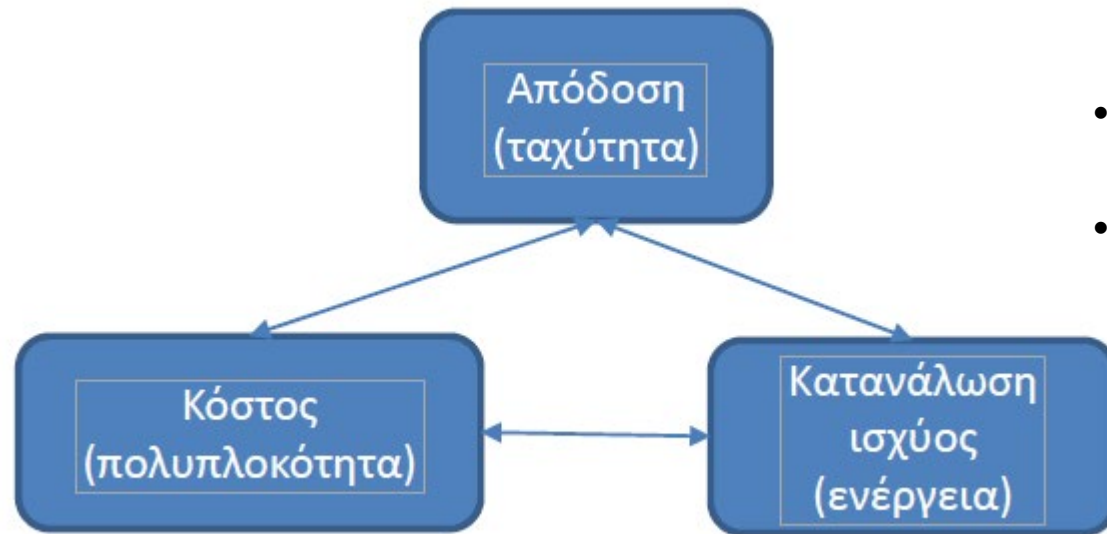 Απόδοση
(ταχύτητα)
•
•
Κόστος
(πολυπλοκότητα)
Κατανάλωση
ισχύος
(ενέργεια)